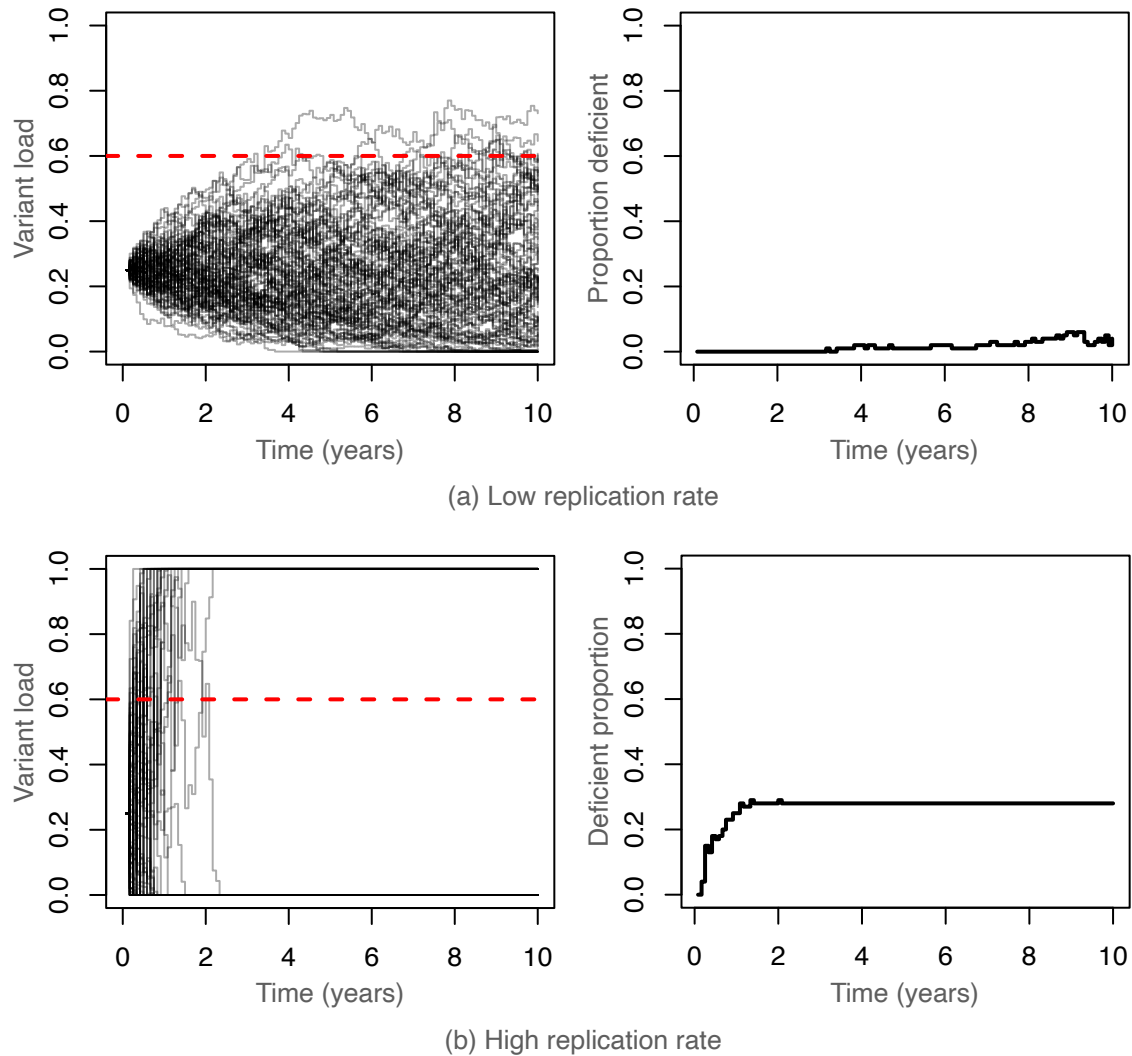 Variant load
0.0 0.2 0.4 0.6 0.8 1.0
0 2 4 6 8 10
Time (years)
Proportion deficient
0.0 0.2 0.4 0.6 0.8 1.0
0 2 4 6 8 10
Time (years)
(a) Low replication rate
Variant load
0.0 0.2 0.4 0.6 0.8 1.0
0 2 4 6 8 10
Time (years)
Deficient proportion
0.0 0.2 0.4 0.6 0.8 1.0
0 2 4 6 8 10
Time (years)
(b) High replication rate